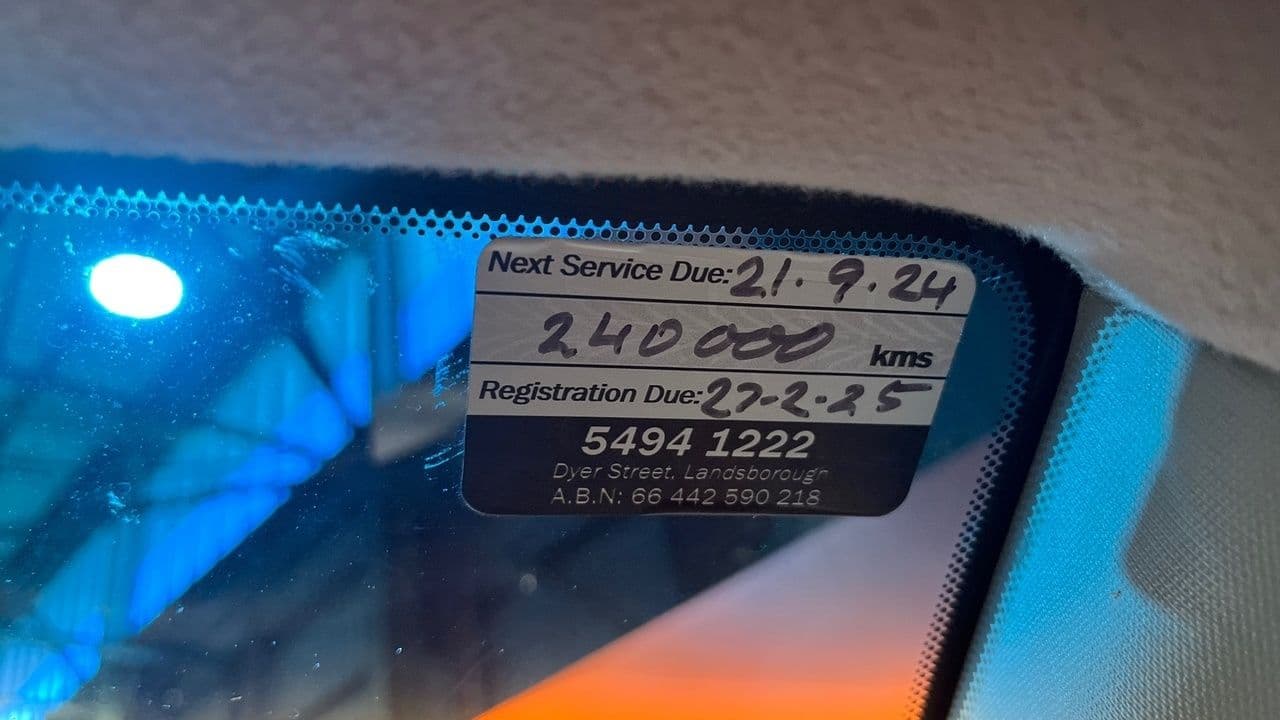 Next Service Due: 21.9.24
240000 kms
Registration Due: 27-2-25
5494 1222
Dyer Street, Landsborough
A.B.N: 66 442 590 218